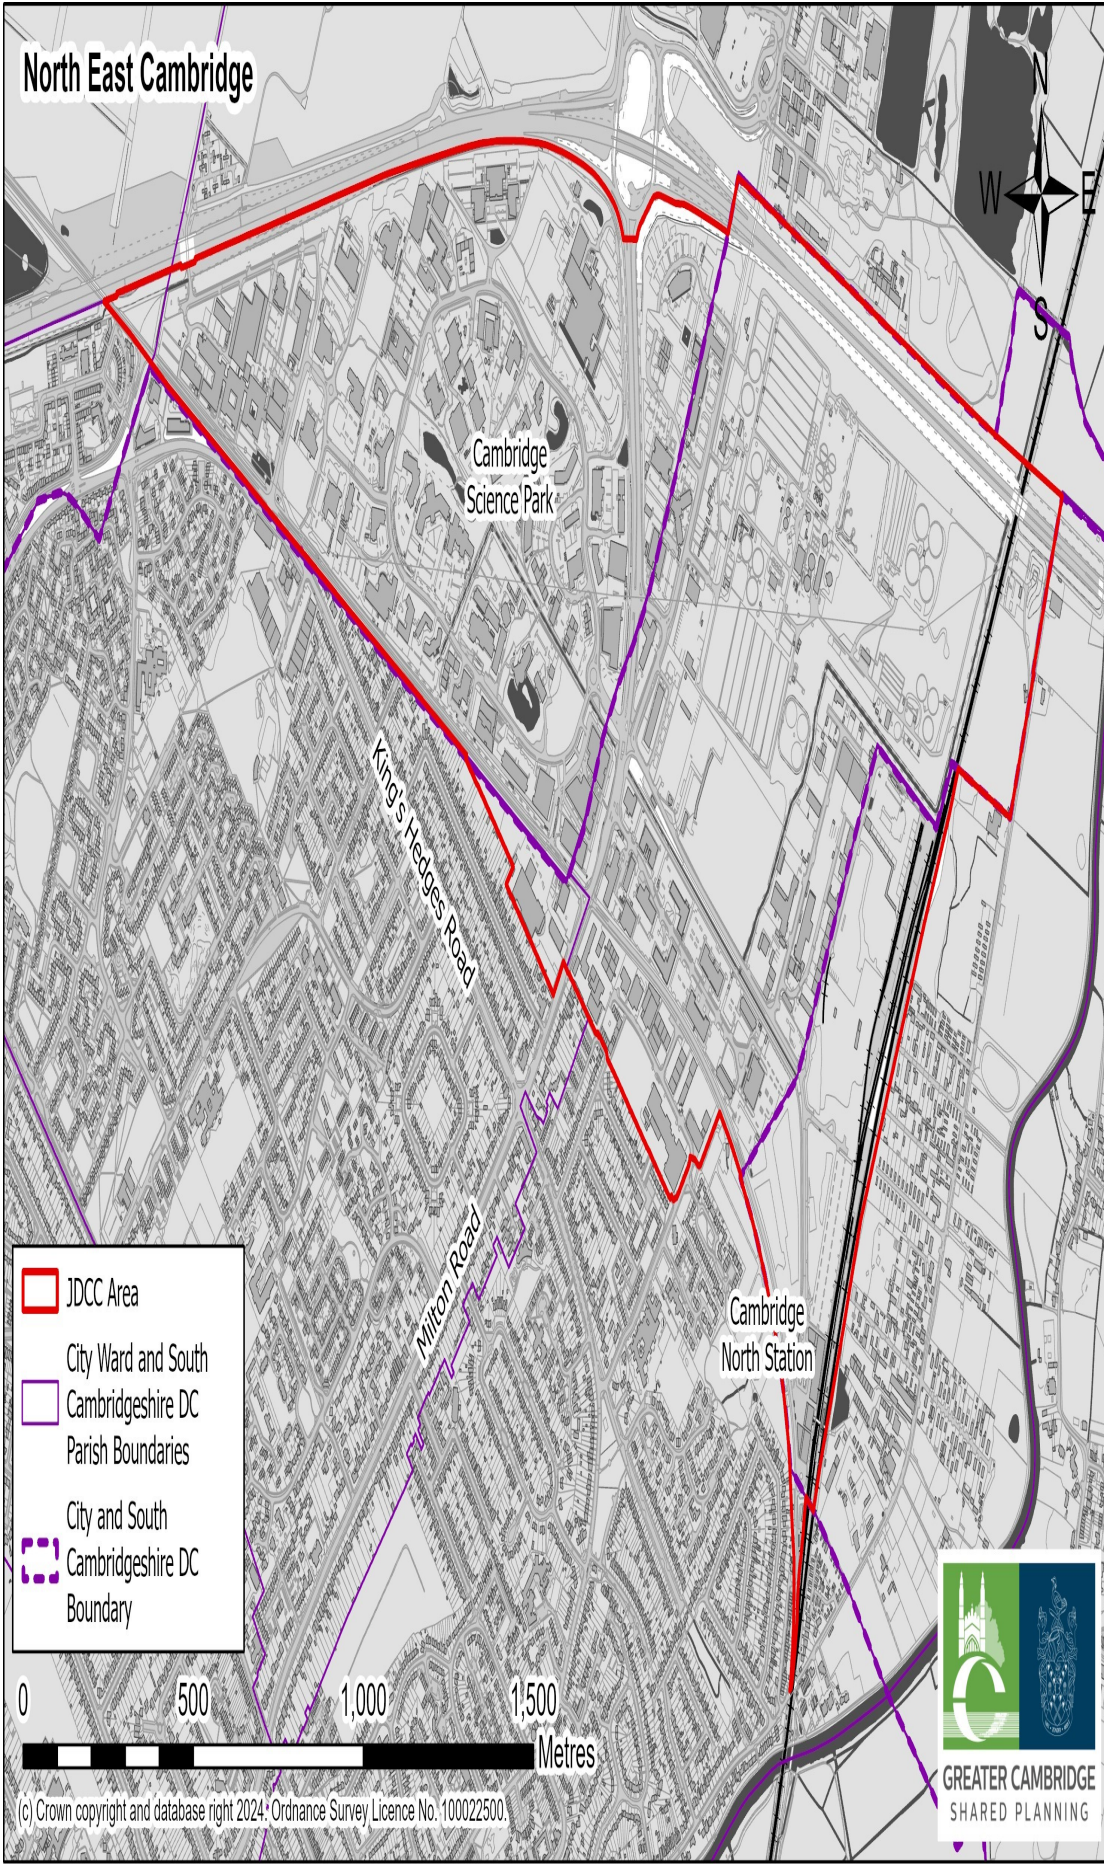 North East Cambridge
N
W
E
S
Cambridge
Science Park
King's Hedges Road
Milton Road
Cambridge
North Station
JDCC Area
City Ward and South
Cambridgeshire DC
Parish Boundaries
City and South
Cambridgeshire DC
Boundary
0
500
1,000
1,500
Metres
(c) Crown copyright and database right 2024. Ordnance Survey Licence No. 100022500.
GREATER CAMBRIDGE
SHARED PLANNING